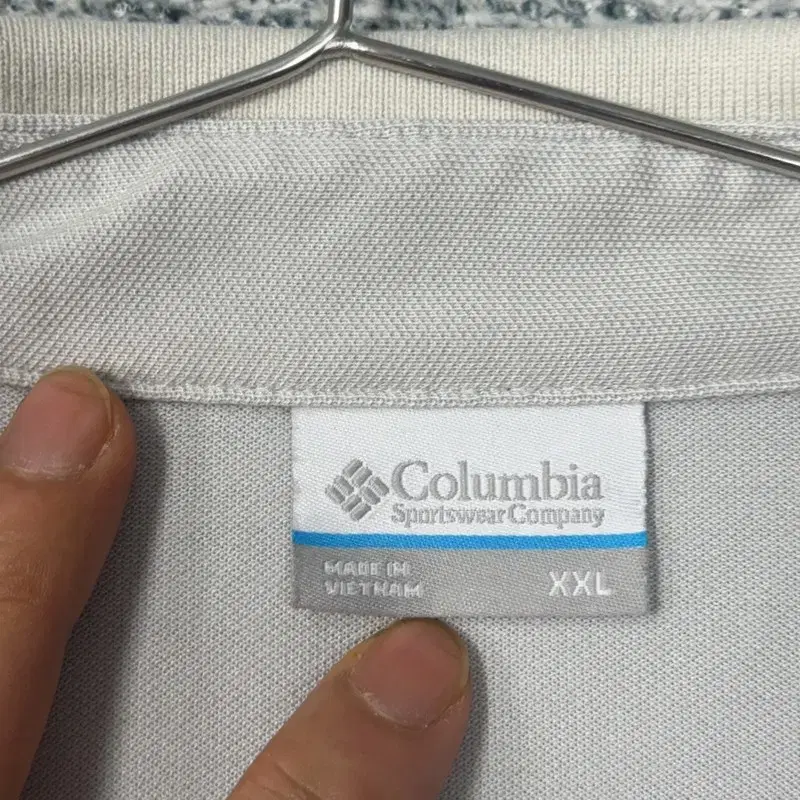 Columbia
Sportswear Company
MADE IN
VIETNAM
XXL